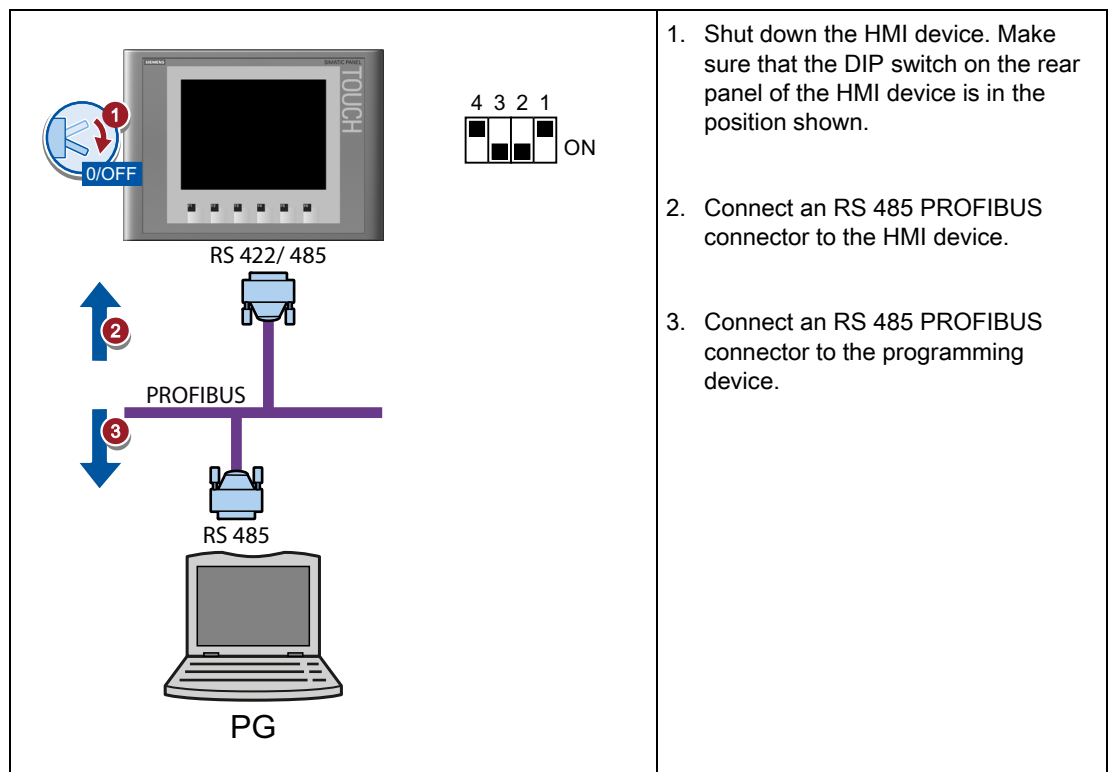 SIEMENS
SIMATIC PANEL
TOUCH
1
0/OFF
4 3 2 1
ON
RS 422/ 485
2
PROFIBUS
3
RS 485
PG
1. Shut down the HMI device. Make
sure that the DIP switch on the rear
panel of the HMI device is in the
position shown.
2. Connect an RS 485 PROFIBUS
connector to the HMI device.
3. Connect an RS 485 PROFIBUS
connector to the programming
device.